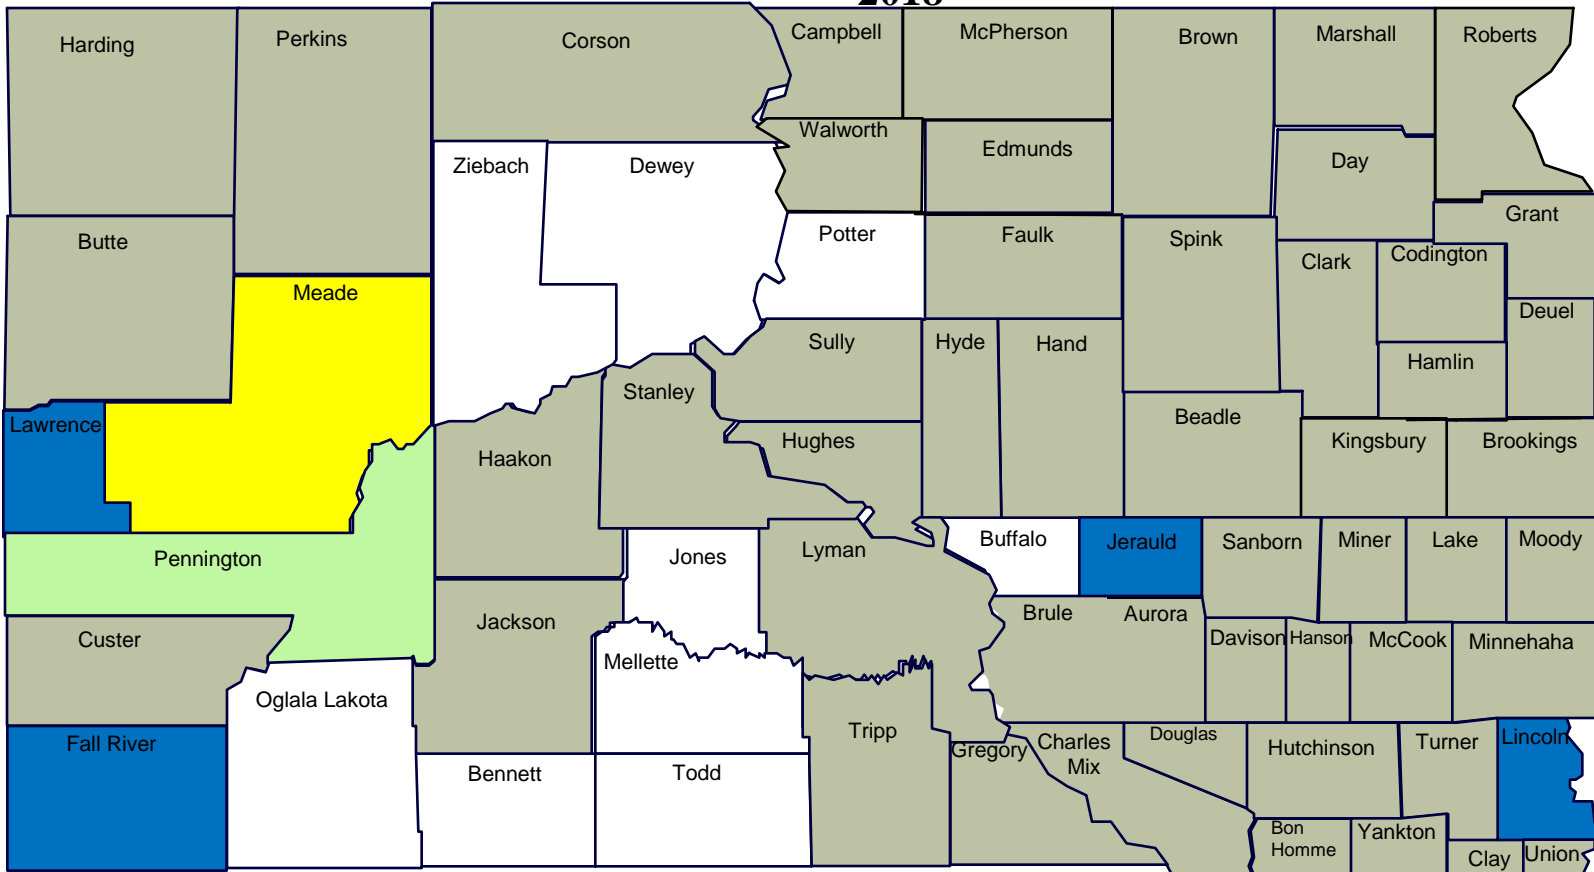 2018
Harding
Perkins
Corson
Campbell
McPherson
Brown
Marshall
Roberts
Walworth
Edmunds
Day
Ziebach
Dewey
Grant
Butte
Potter
Faulk
Spink
Clark
Codington
Meade
Deuel
Sully
Hyde
Hand
Hamlin
Stanley
Lawrence
Beadle
Haakon
Hughes
Kingsbury
Brookings
Pennington
Jones
Lyman
Buffalo
Jerauld
Sanborn
Miner
Lake
Moody
Custer
Jackson
Brule
Aurora
Davison
Hanson
McCook
Minnehaha
Mellette
Oglala Lakota
Fall River
Tripp
Gregory
Charles
Mix
Douglas
Hutchinson
Turner
Lincoln
Bennett
Todd
Bon
Homme
Yankton
Clay
Union